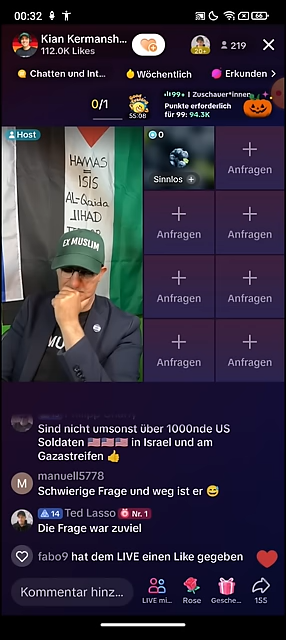 00:32
66
Kian Kermansh...
112.0K Likes
20+
219
Chatten und Int...
Wöchentlich
Erkunden
0/1
55:08
99+ | Zuschauer*innen
Punkte erforderlich
für 99: 94.3K
Host
HAMAS
=
ISIS
AL-Qaida
JIHAD
EX MUSLIM
0
Sinnlos +
Anfragen
Anfragen
Anfragen
Anfragen
Anfragen
Anfragen
Anfragen
Sind nicht umsonst über 1000nde US
Soldaten 🇺🇸🇺🇸🇺🇸 in Israel und am
Gazastreifen 👍
M
manuell5778
Schwierige Frage und weg ist er 😅
14 Ted Lasso Nr. 1
Die Frage war zuviel
fabo9 hat dem LIVE einen Like gegeben
Kommentar hinz...
LIVE mi...
Rose
Gesche...
155